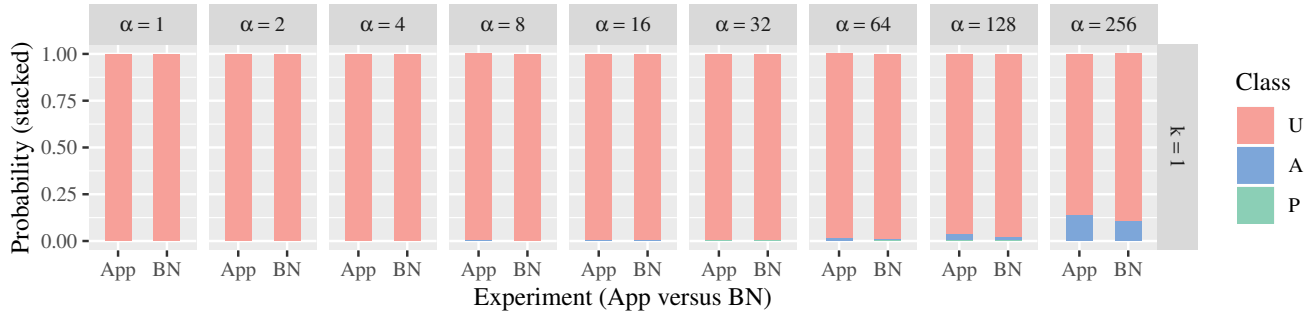 α = 1
α = 2
α = 4
α = 8
α = 16
α = 32
α = 64
α = 128
α = 256
Probability (stacked)
1.00
0.75
0.50
0.25
0.00
k = 1
App BN
App BN
App BN
App BN
App BN
App BN
App BN
App BN
App BN
Experiment (App versus BN)
Class
U
A
P